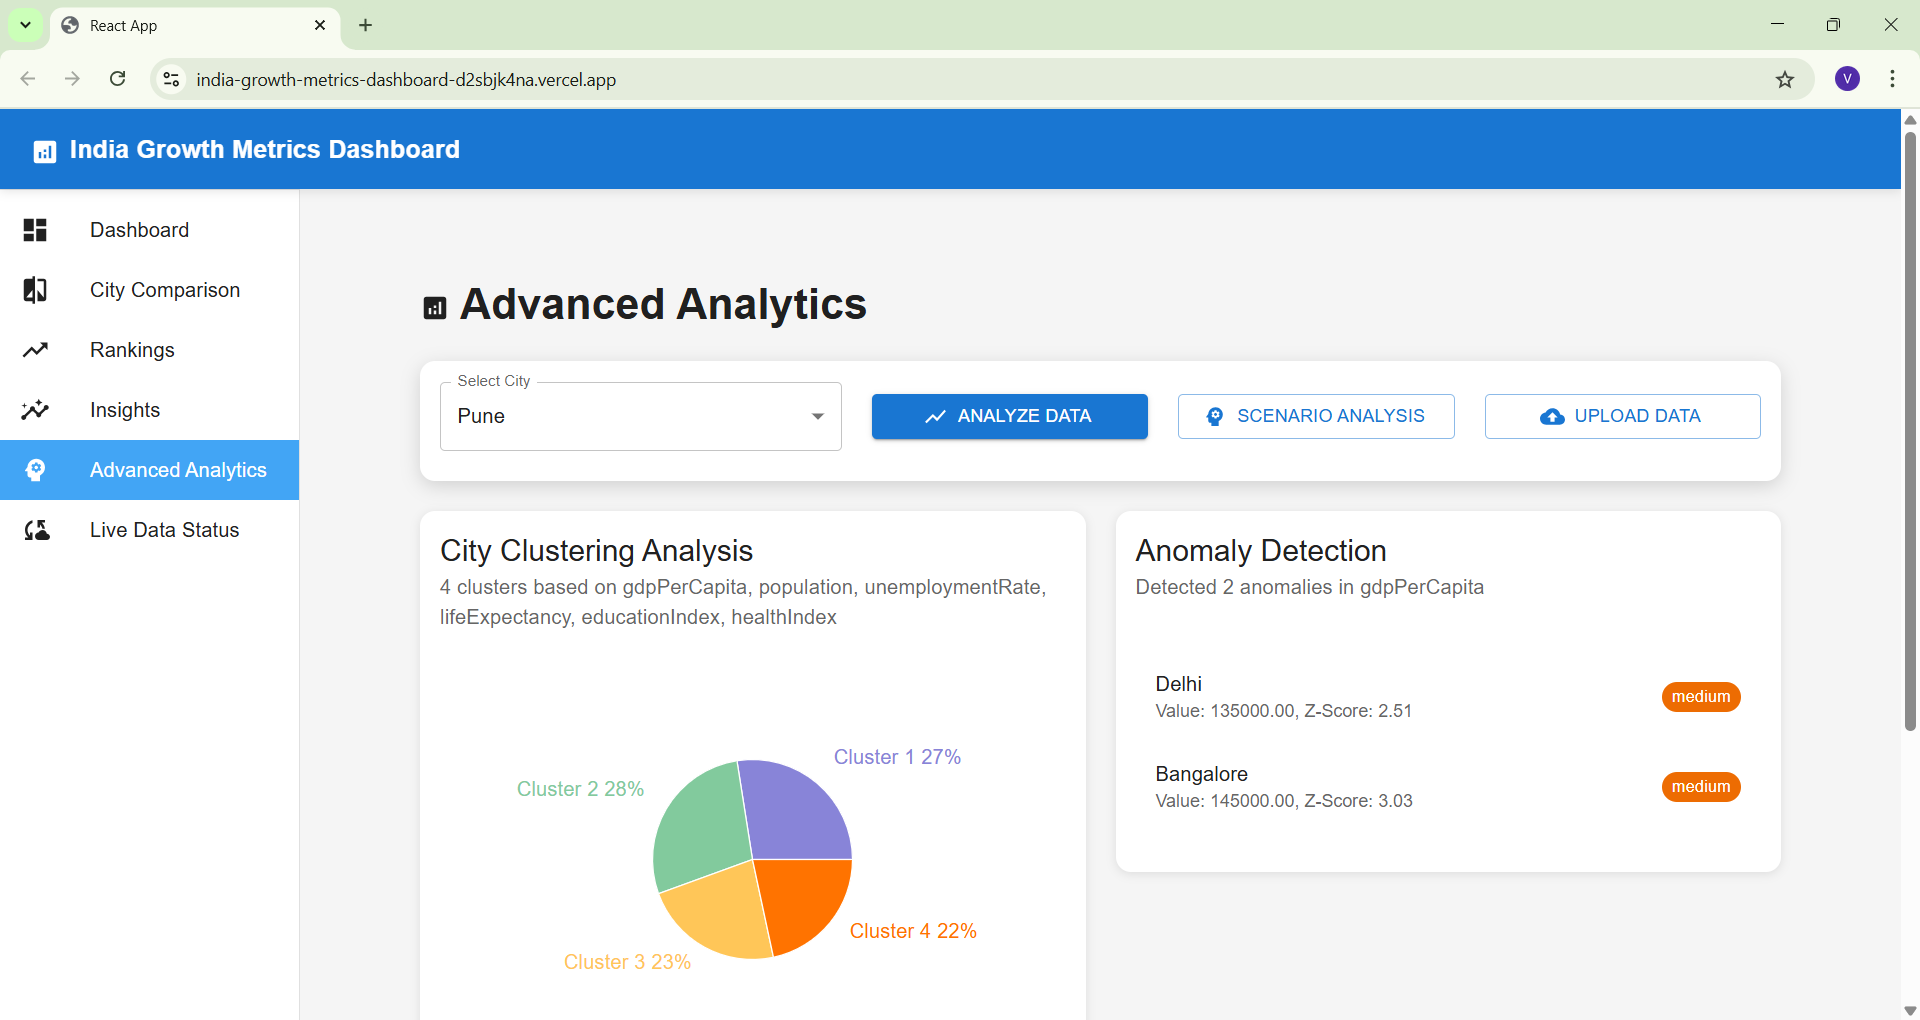 React App
india-growth-metrics-dashboard-d2sbjk4na.vercel.app
V
India Growth Metrics Dashboard
Dashboard
City Comparison
Rankings
Insights
Advanced Analytics
Live Data Status
Advanced Analytics
Select City
Pune
ANALYZE DATA
SCENARIO ANALYSIS
UPLOAD DATA
City Clustering Analysis
4 clusters based on gdpPerCapita, population, unemploymentRate,
lifeExpectancy, educationIndex, healthIndex
Cluster 1 27%
Cluster 2 28%
Cluster 4 22%
Cluster 3 23%
Anomaly Detection
Detected 2 anomalies in gdpPerCapita
Delhi
Value: 135000.00, Z-Score: 2.51
medium
Bangalore
Value: 145000.00, Z-Score: 3.03
medium